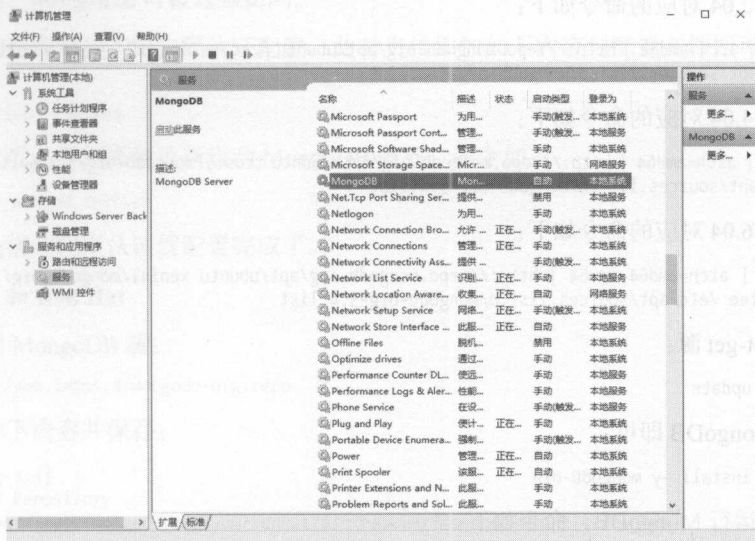 计算机管理
文件(F) 操作(A) 查看(V) 帮助(H)
计算机管理(本地)
系统工具
任务计划程序
事件查看器
共享文件夹
本地用户和组
性能
设备管理器
存储
Windows Server Back
磁盘管理
服务和应用程序
路由和远程访问
服务
WMI 控件
服务
MongoDB
启动此服务
描述:
MongoDB Server
名称 描述 状态 启动类型 登录为
Microsoft Passport 为用... 手动(触发... 本地系统
Microsoft Passport Cont... 管理... 手动(触发... 本地服务
Microsoft Software Shad... 管理... 手动 本地系统
Microsoft Storage Space... Micr... 手动 网络服务
MongoDB Mon... 自动 本地系统
Net.Tcp Port Sharing Ser... 提供... 禁用 本地服务
Netlogon 为用... 手动 本地系统
Network Connection Bro... 允许 ... 正在... 手动(触发... 本地系统
Network Connections 管理... 手动 本地系统
Network Connectivity Ass... 提供 ... 手动(触发... 本地系统
Network List Service 识别... 正在... 手动 本地服务
Network Location Aware... 收集... 正在... 自动 网络服务
Network Setup Service 网络... 正在... 手动(触发... 本地系统
Network Store Interface ... 此服... 正在... 自动 本地服务
Offline Files 脱机... 禁用 本地系统
Optimize drives 通过... 手动 本地系统
Performance Counter DL... 使远... 手动 本地服务
Performance Logs & Aler... 性能... 手动 本地服务
Phone Service 在设... 手动(触发... 本地服务
Plug and Play 使计... 正在... 手动 本地系统
Portable Device Enumera... 强制... 手动(触发... 本地系统
Power 管理... 正在... 自动 本地系统
Print Spooler 该服... 正在... 自动 本地系统
Printer Extensions and N... 此服... 手动 本地系统
Problem Reports and Sol... 此服... 手动 本地系统
扩展 标准
操作
服务
更多...
MongoDB
更多...